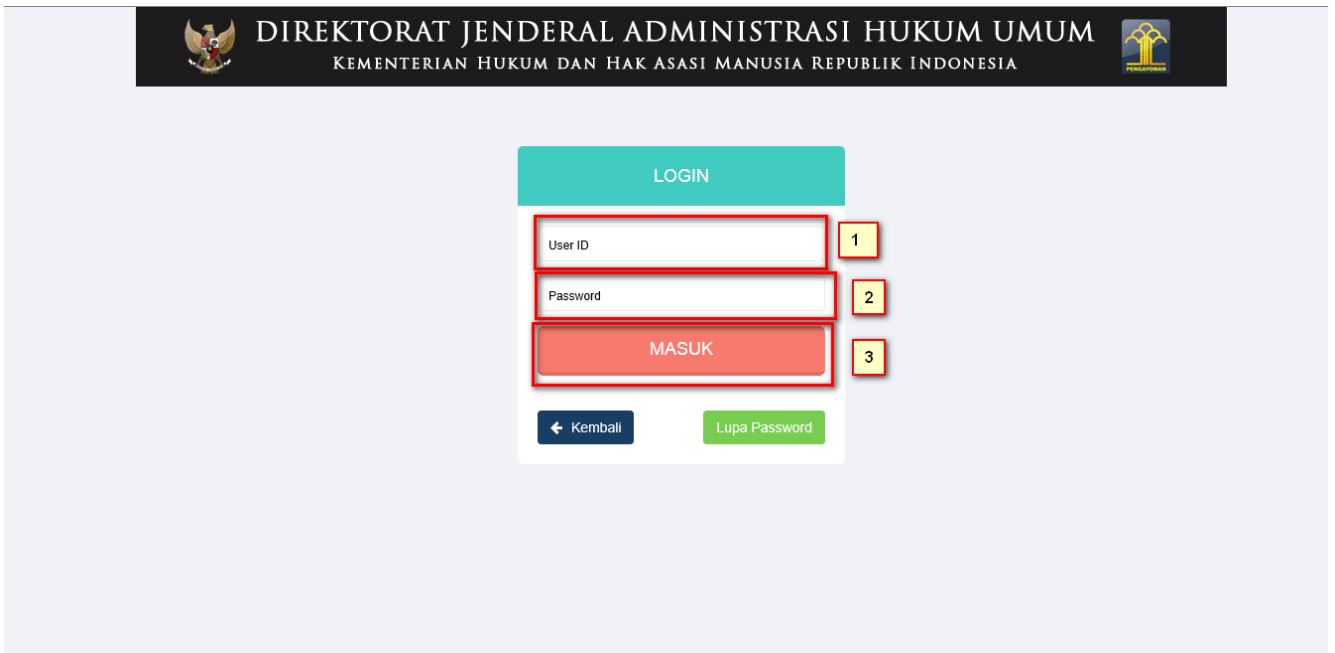 DIREKTORAT JENDERAL ADMINISTRASI HUKUM UMUM
KEMENTERIAN HUKUM DAN HAK ASASI MANUSIA REPUBLIK INDONESIA
PENGAYOMAN
LOGIN
User ID
1
Password
2
MASUK
3
Kembali
Lupa Password